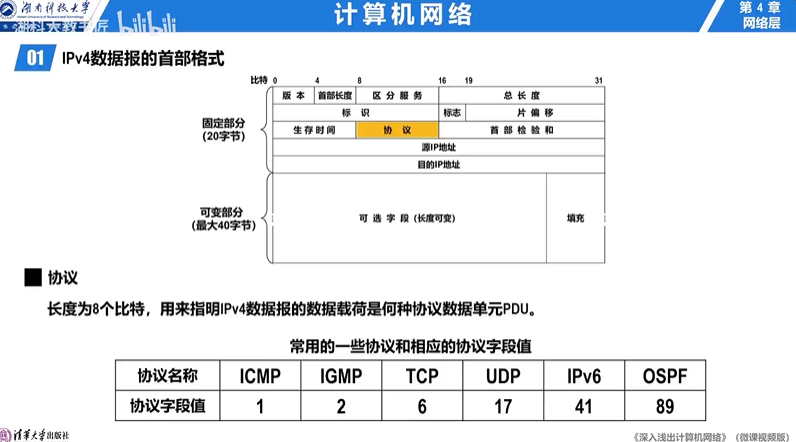 湖南科技大学
湖科大教书匠
bilibili
计算机网络
第 4 章
网络层
01 IPv4数据报的首部格式
比特 0 4 8 16 19 31
版 本 首部长度 区 分 服 务 总 长 度
固定部分
(20字节)
标 识 标志 片 偏 移
生 存 时 间 协 议 首 部 检 验 和
源IP地址
目的IP地址
可变部分
(最大40字节)
可 选 字 段 (长度可变) 填充
协议
长度为8个比特，用来指明IPv4数据报的数据载荷是何种协议数据单元PDU。
常用的一些协议和相应的协议字段值
协议名称 ICMP IGMP TCP UDP IPv6 OSPF
协议字段值 1 2 6 17 41 89
清华大学出版社
《深入浅出计算机网络》（微课视频版）